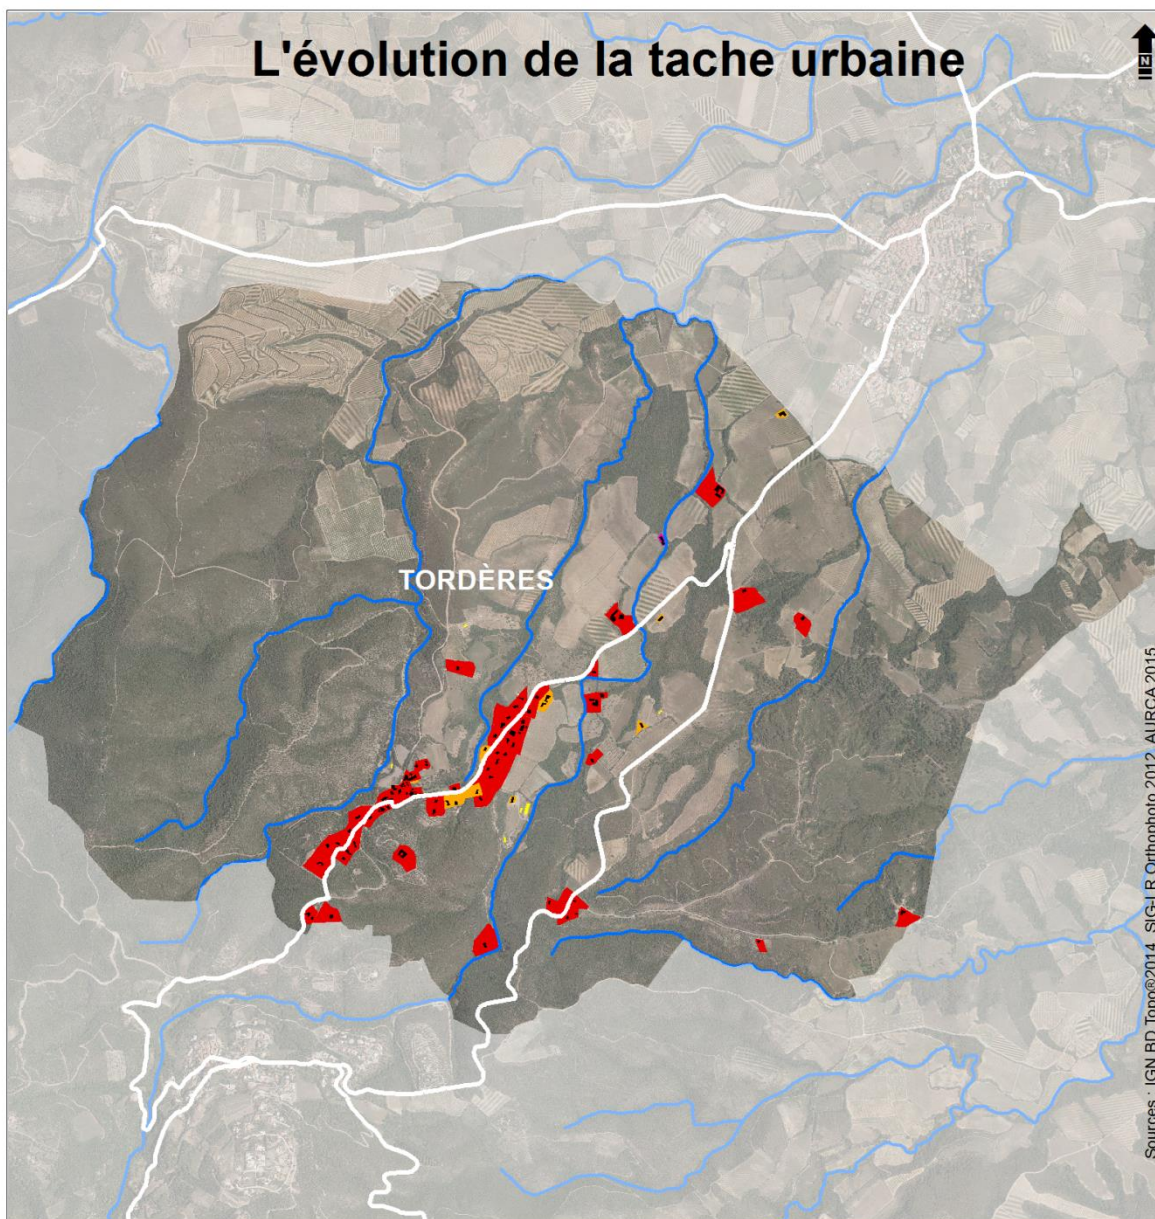 L'évolution de la tache urbaine
N
TORDÈRES
Sources : IGN BD Topo®2014, SIG-LR Orthophoto 2012, AURCA 2015